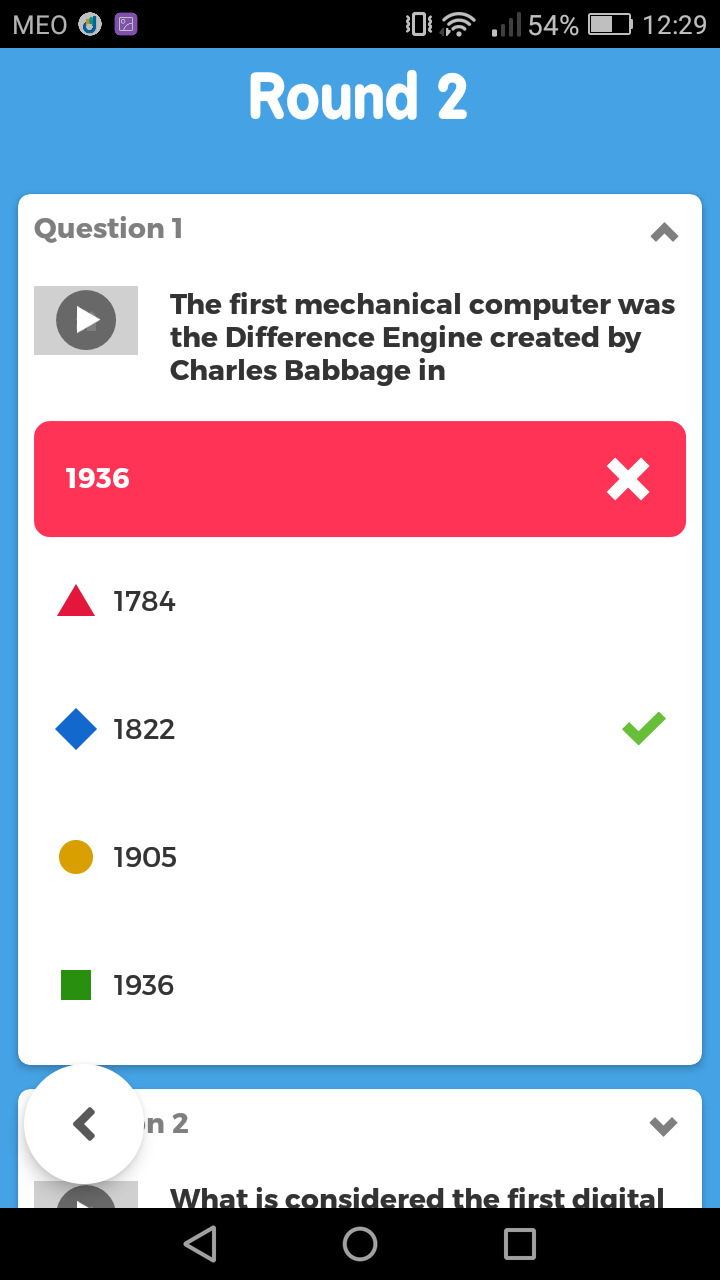 MEO 54% 12:29
Round 2
Question 1
The first mechanical computer was
the Difference Engine created by
Charles Babbage in
1936
1784
1822
1905
1936
n 2
What is considered the first digital